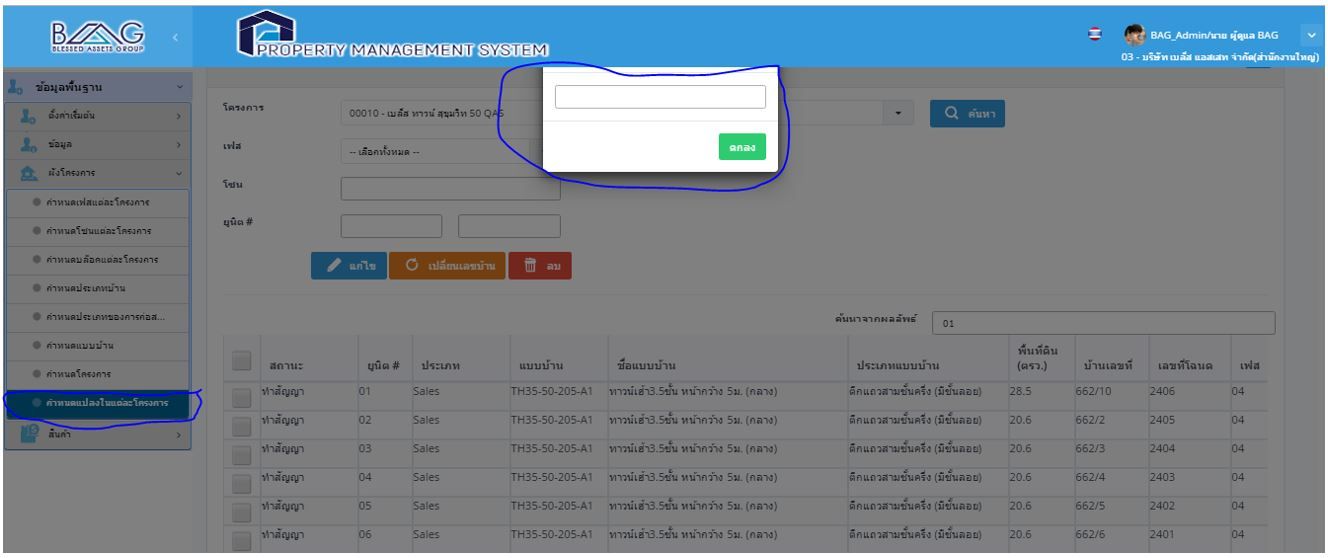 BAG
BLESSED ASSETS GROUP
PROPERTY MANAGEMENT SYSTEM
BAG_Admin/นาย ผู้ดูแล BAG
03 - บริษัท เบล็ส แอสเสท จำกัด(สำนักงานใหญ่)
ข้อมูลพื้นฐาน
ตั้งค่าเริ่มต้น
ข้อมูล
ผังโครงการ
กำหนดเฟสแต่ละโครงการ
กำหนดโซนแต่ละโครงการ
กำหนดบล๊อคแต่ละโครงการ
กำหนดประเภทบ้าน
กำหนดประเภทของการก่อส...
กำหนดแบบบ้าน
กำหนดโครงการ
กำหนดแปลงในแต่ละโครงการ
สินค้า
โครงการ
00010 - เบล็ส ทาวน์ สุขุมวิท 50 QAS
ค้นหา
ตกลง
เฟส
-- เลือกทั้งหมด --
โซน
ยูนิต #
แก้ไข เปลี่ยนเลขบ้าน ลบ
ค้นหาจากผลลัพธ์ 01
สถานะ ยูนิต # ประเภท แบบบ้าน ชื่อแบบบ้าน ประเภทแบบบ้าน พื้นที่ดิน (ตรว.) บ้านเลขที่ เลขที่โฉนด เฟส
ทำสัญญา 01 Sales TH35-50-205-A1 ทาวน์เฮ้า3.5ชั้น หน้ากว้าง 5ม. (กลาง) ตึกแถวสามชั้นครึ่ง (มีชั้นลอย) 28.5 662/10 2406 04
ทำสัญญา 02 Sales TH35-50-205-A1 ทาวน์เฮ้า3.5ชั้น หน้ากว้าง 5ม. (กลาง) ตึกแถวสามชั้นครึ่ง (มีชั้นลอย) 20.6 662/2 2405 04
ทำสัญญา 03 Sales TH35-50-205-A1 ทาวน์เฮ้า3.5ชั้น หน้ากว้าง 5ม. (กลาง) ตึกแถวสามชั้นครึ่ง (มีชั้นลอย) 20.6 662/3 2404 04
ทำสัญญา 04 Sales TH35-50-205-A1 ทาวน์เฮ้า3.5ชั้น หน้ากว้าง 5ม. (กลาง) ตึกแถวสามชั้นครึ่ง (มีชั้นลอย) 20.6 662/4 2403 04
ทำสัญญา 05 Sales TH35-50-205-A1 ทาวน์เฮ้า3.5ชั้น หน้ากว้าง 5ม. (กลาง) ตึกแถวสามชั้นครึ่ง (มีชั้นลอย) 20.6 662/5 2402 04
ทำสัญญา 06 Sales TH35-50-205-A1 ทาวน์เฮ้า3.5ชั้น หน้ากว้าง 5ม. (กลาง) ตึกแถวสามชั้นครึ่ง (มีชั้นลอย) 20.6 662/6 2401 04